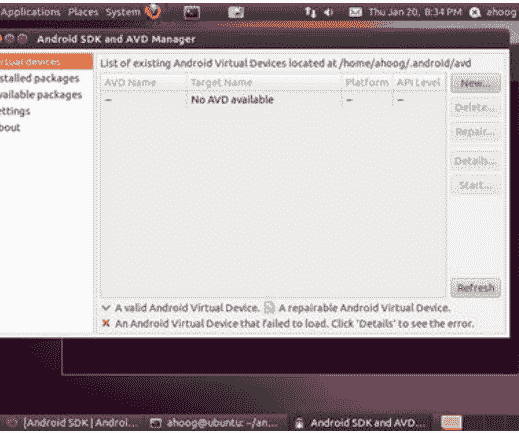 Applications Places System Thu Jan 20, 8:34 PM ahoog
Android SDK and AVD Manager
rtual devices
stalled packages
vailable packages
ettings
bout
List of existing Android Virtual Devices located at /home/ahoog/.android/avd
AVD Name Target Name Platform API Level
-- No AVD available -- --
New...
Delete...
Repair...
Details...
Start...
Refresh
A valid Android Virtual Device. A repairable Android Virtual Device.
An Android Virtual Device that failed to load. Click 'Details' to see the error.
[Android SDK | Androi... ahoog@ubuntu: ~/an... Android SDK and AVD...